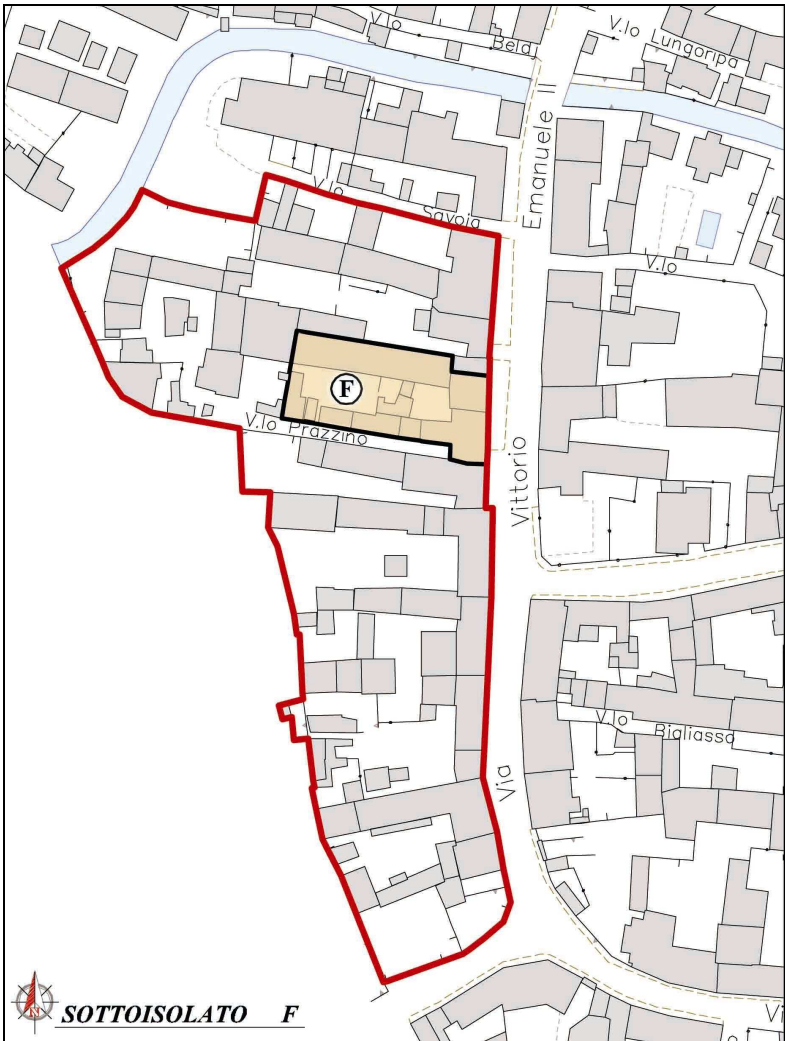 V.lo
Bela
V.lo Lungoripa
Emanuele II
V.lo
Savoia
V.lo
F
V.lo Prazzino
Vittorio
V.lo
Bigliasso
Via
N
SOTTOISOLATO F